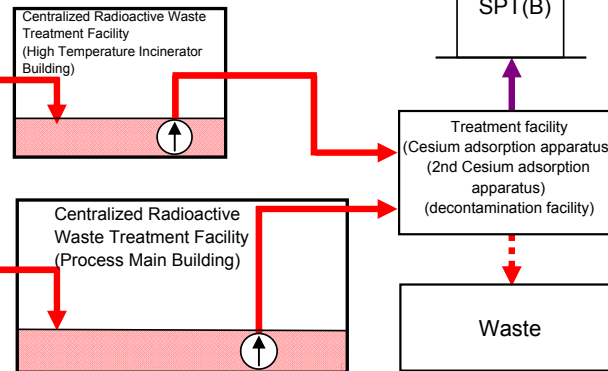 Centralized Radioactive Waste
Treatment Facility
(High Temperature Incinerator
Building)
SPT(B)
Treatment facility
(Cesium adsorption apparatus
(2nd Cesium adsorption
apparatus)
(decontamination facility)
Centralized Radioactive
Waste Treatment Facility
(Process Main Building)
Waste